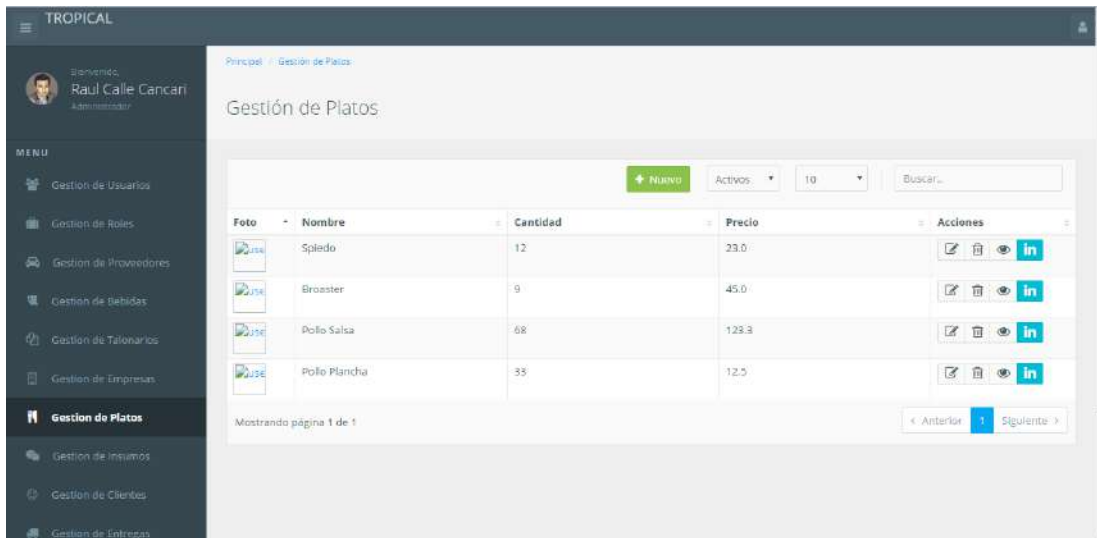 TROPICAL
Bienvenido,
Raul Calle Cancari
Administrador
MENU
Gestion de Usuarios
Gestion de Roles
Gestion de Proveedores
Gestion de Bebidas
Gestion de Talonarios
Gestion de Empresas
Gestion de Platos
Gestion de Insumos
Gestion de Clientes
Gestion de Entregas
Principal / Gestión de Platos
Gestión de Platos
+ Nuevo Activos 10 Buscar...
Foto Nombre Cantidad Precio Acciones
use Spiedo 12 23.0 in
use Broaster 9 45.0 in
use Pollo Salsa 68 123.3 in
use Pollo Plancha 33 12.5 in
Mostrando página 1 de 1
< Anterior 1 Siguiente >